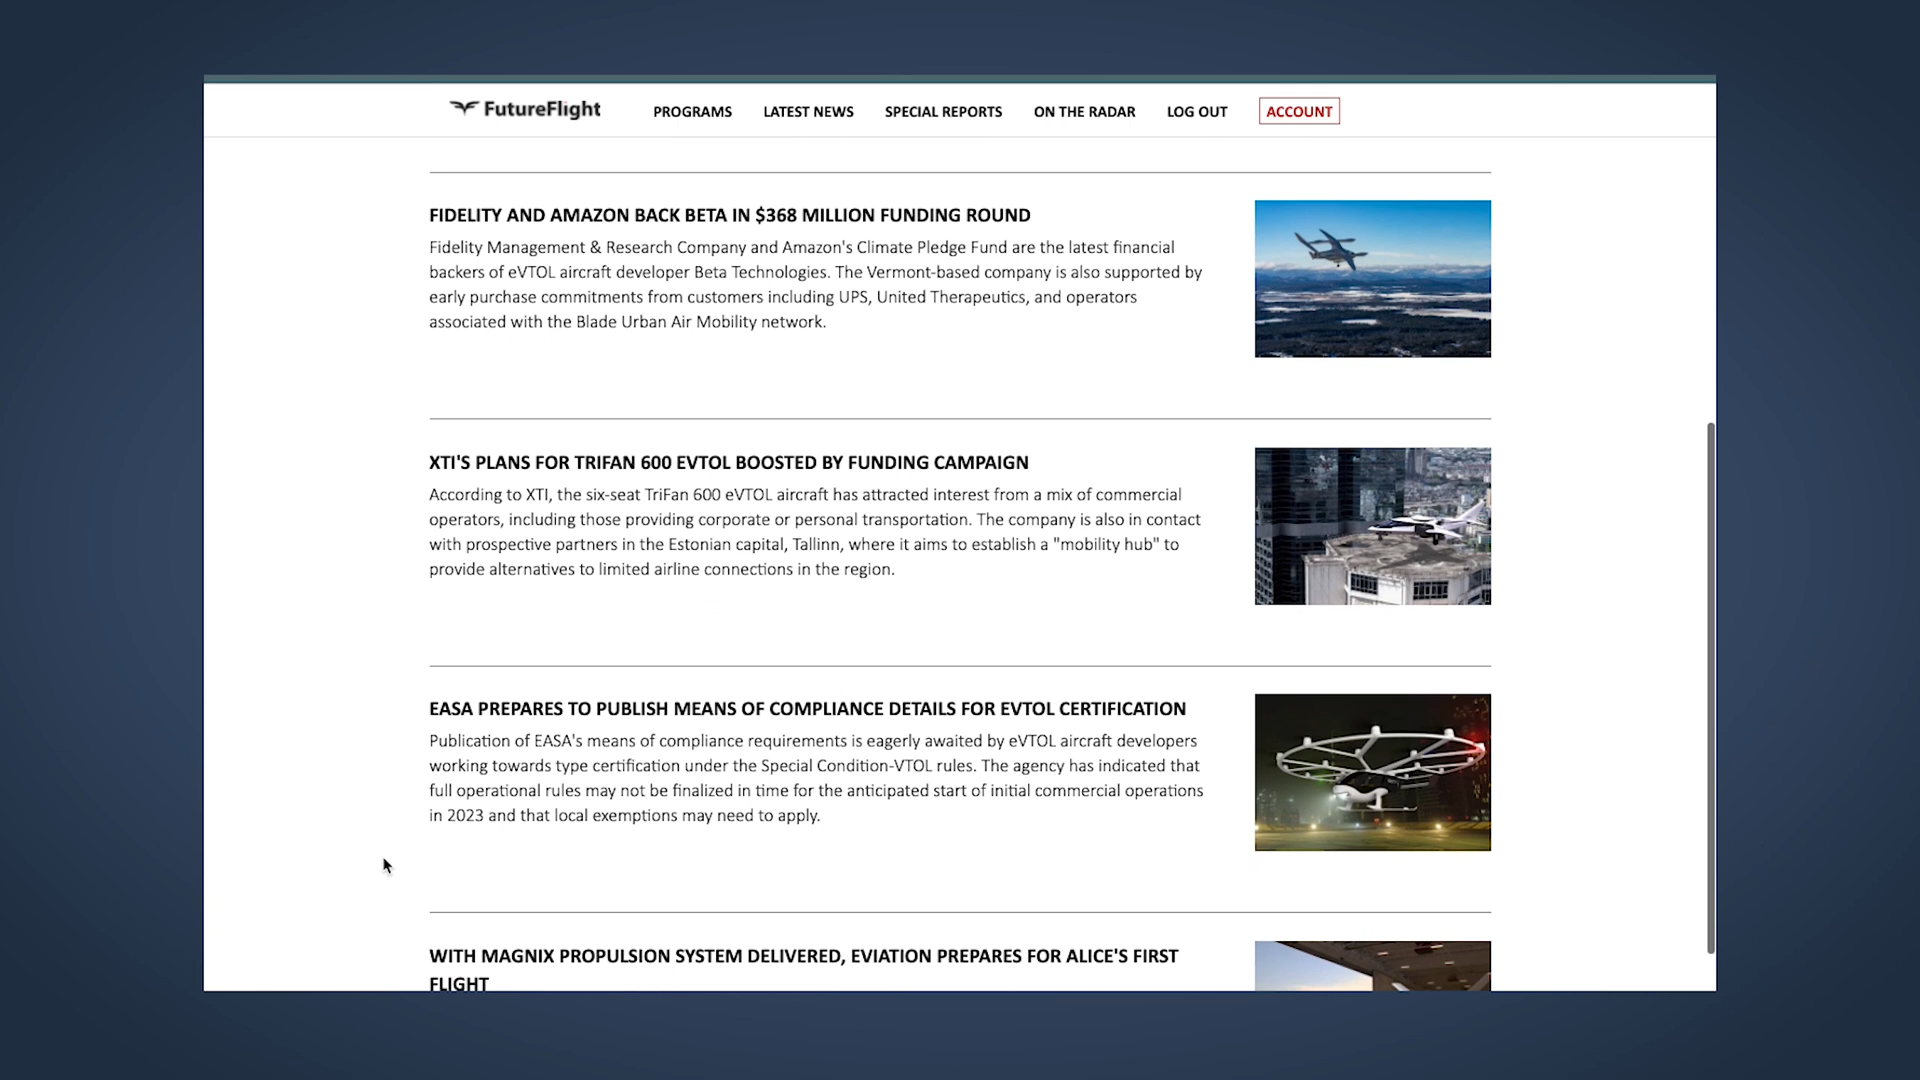 FutureFlight
PROGRAMS
LATEST NEWS
SPECIAL REPORTS
ON THE RADAR
LOG OUT
ACCOUNT
FIDELITY AND AMAZON BACK BETA IN $368 MILLION FUNDING ROUND
Fidelity Management & Research Company and Amazon's Climate Pledge Fund are the latest financial
backers of eVTOL aircraft developer Beta Technologies. The Vermont-based company is also supported by
early purchase commitments from customers including UPS, United Therapeutics, and operators
associated with the Blade Urban Air Mobility network.
XTI'S PLANS FOR TRIFAN 600 EVTOL BOOSTED BY FUNDING CAMPAIGN
According to XTI, the six-seat TriFan 600 eVTOL aircraft has attracted interest from a mix of commercial
operators, including those providing corporate or personal transportation. The company is also in contact
with prospective partners in the Estonian capital, Tallinn, where it aims to establish a "mobility hub" to
provide alternatives to limited airline connections in the region.
EASA PREPARES TO PUBLISH MEANS OF COMPLIANCE DETAILS FOR EVTOL CERTIFICATION
Publication of EASA's means of compliance requirements is eagerly awaited by eVTOL aircraft developers
working towards type certification under the Special Condition-VTOL rules. The agency has indicated that
full operational rules may not be finalized in time for the anticipated start of initial commercial operations
in 2023 and that local exemptions may need to apply.
WITH MAGNIX PROPULSION SYSTEM DELIVERED, EVIATION PREPARES FOR ALICE'S FIRST
FLIGHT